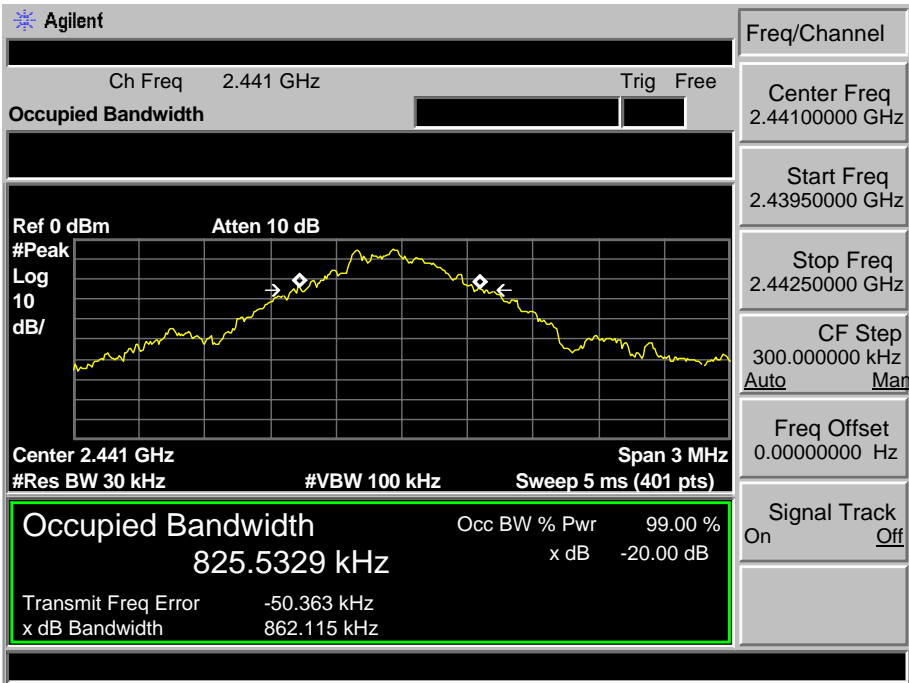 Agilent
Freq/Channel
Ch Freq 2.441 GHz Trig Free
Occupied Bandwidth
Center Freq
2.44100000 GHz
Start Freq
2.43950000 GHz
Stop Freq
2.44250000 GHz
CF Step
300.000000 kHz
Auto Man
Freq Offset
0.00000000 Hz
Signal Track
On Off
Ref 0 dBm Atten 10 dB
#Peak
Log
10
dB/
Center 2.441 GHz Span 3 MHz
#Res BW 30 kHz #VBW 100 kHz Sweep 5 ms (401 pts)
Occupied Bandwidth Occ BW % Pwr 99.00 %
825.5329 kHz x dB -20.00 dB
Transmit Freq Error -50.363 kHz
x dB Bandwidth 862.115 kHz